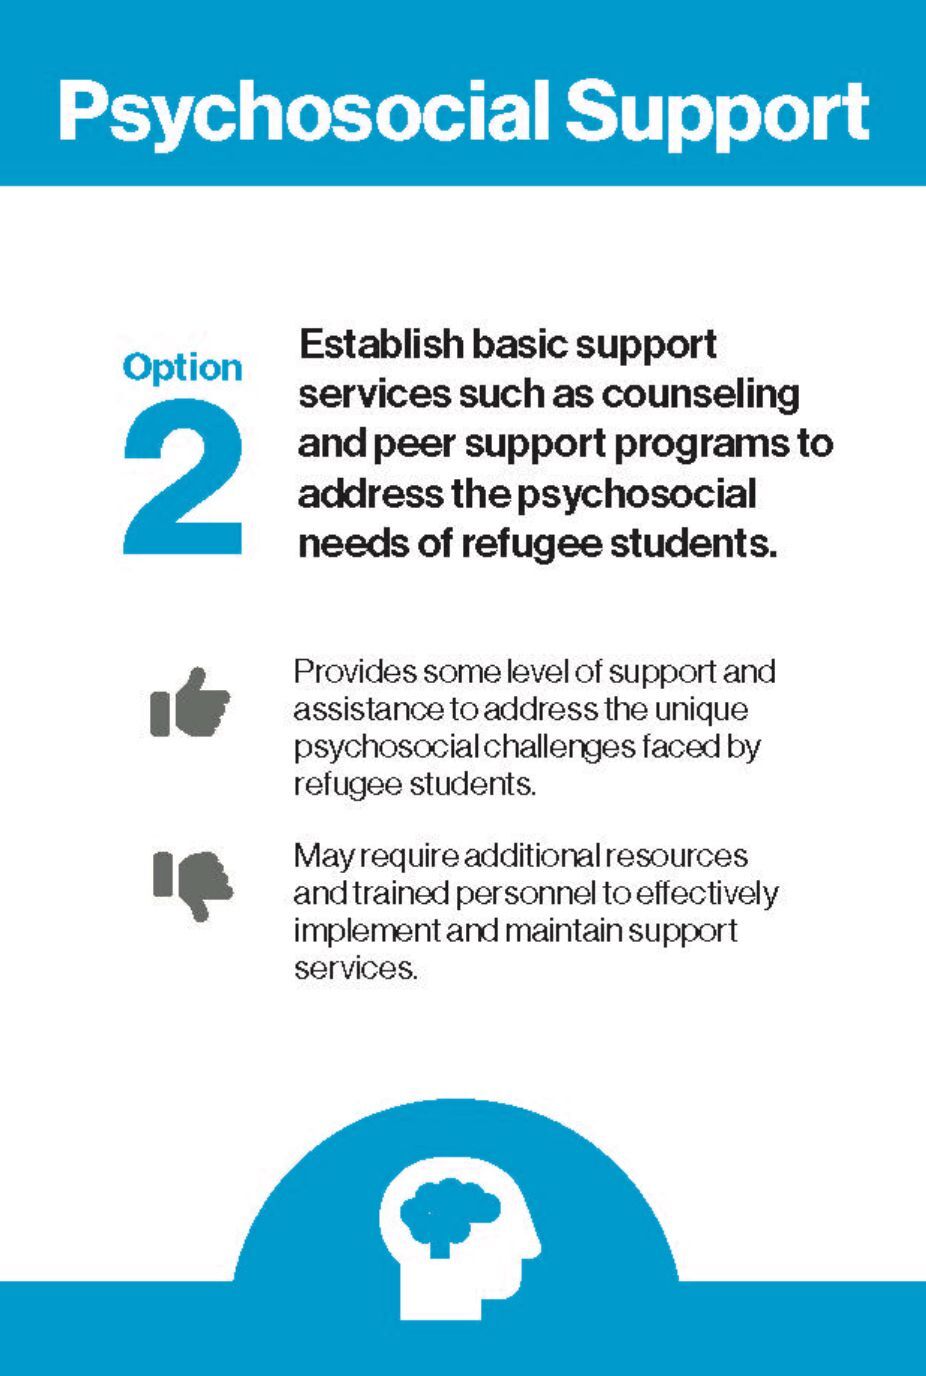 Psychosocial Support
Option
2
Establish basic support
services such as counseling
and peer support programs to
address the psychosocial
needs of refugee students.
Provides some level of support and
assistance to address the unique
psychosocial challenges faced by
refugee students.
May require additional resources
and trained personnel to effectively
implement and maintain support
services.